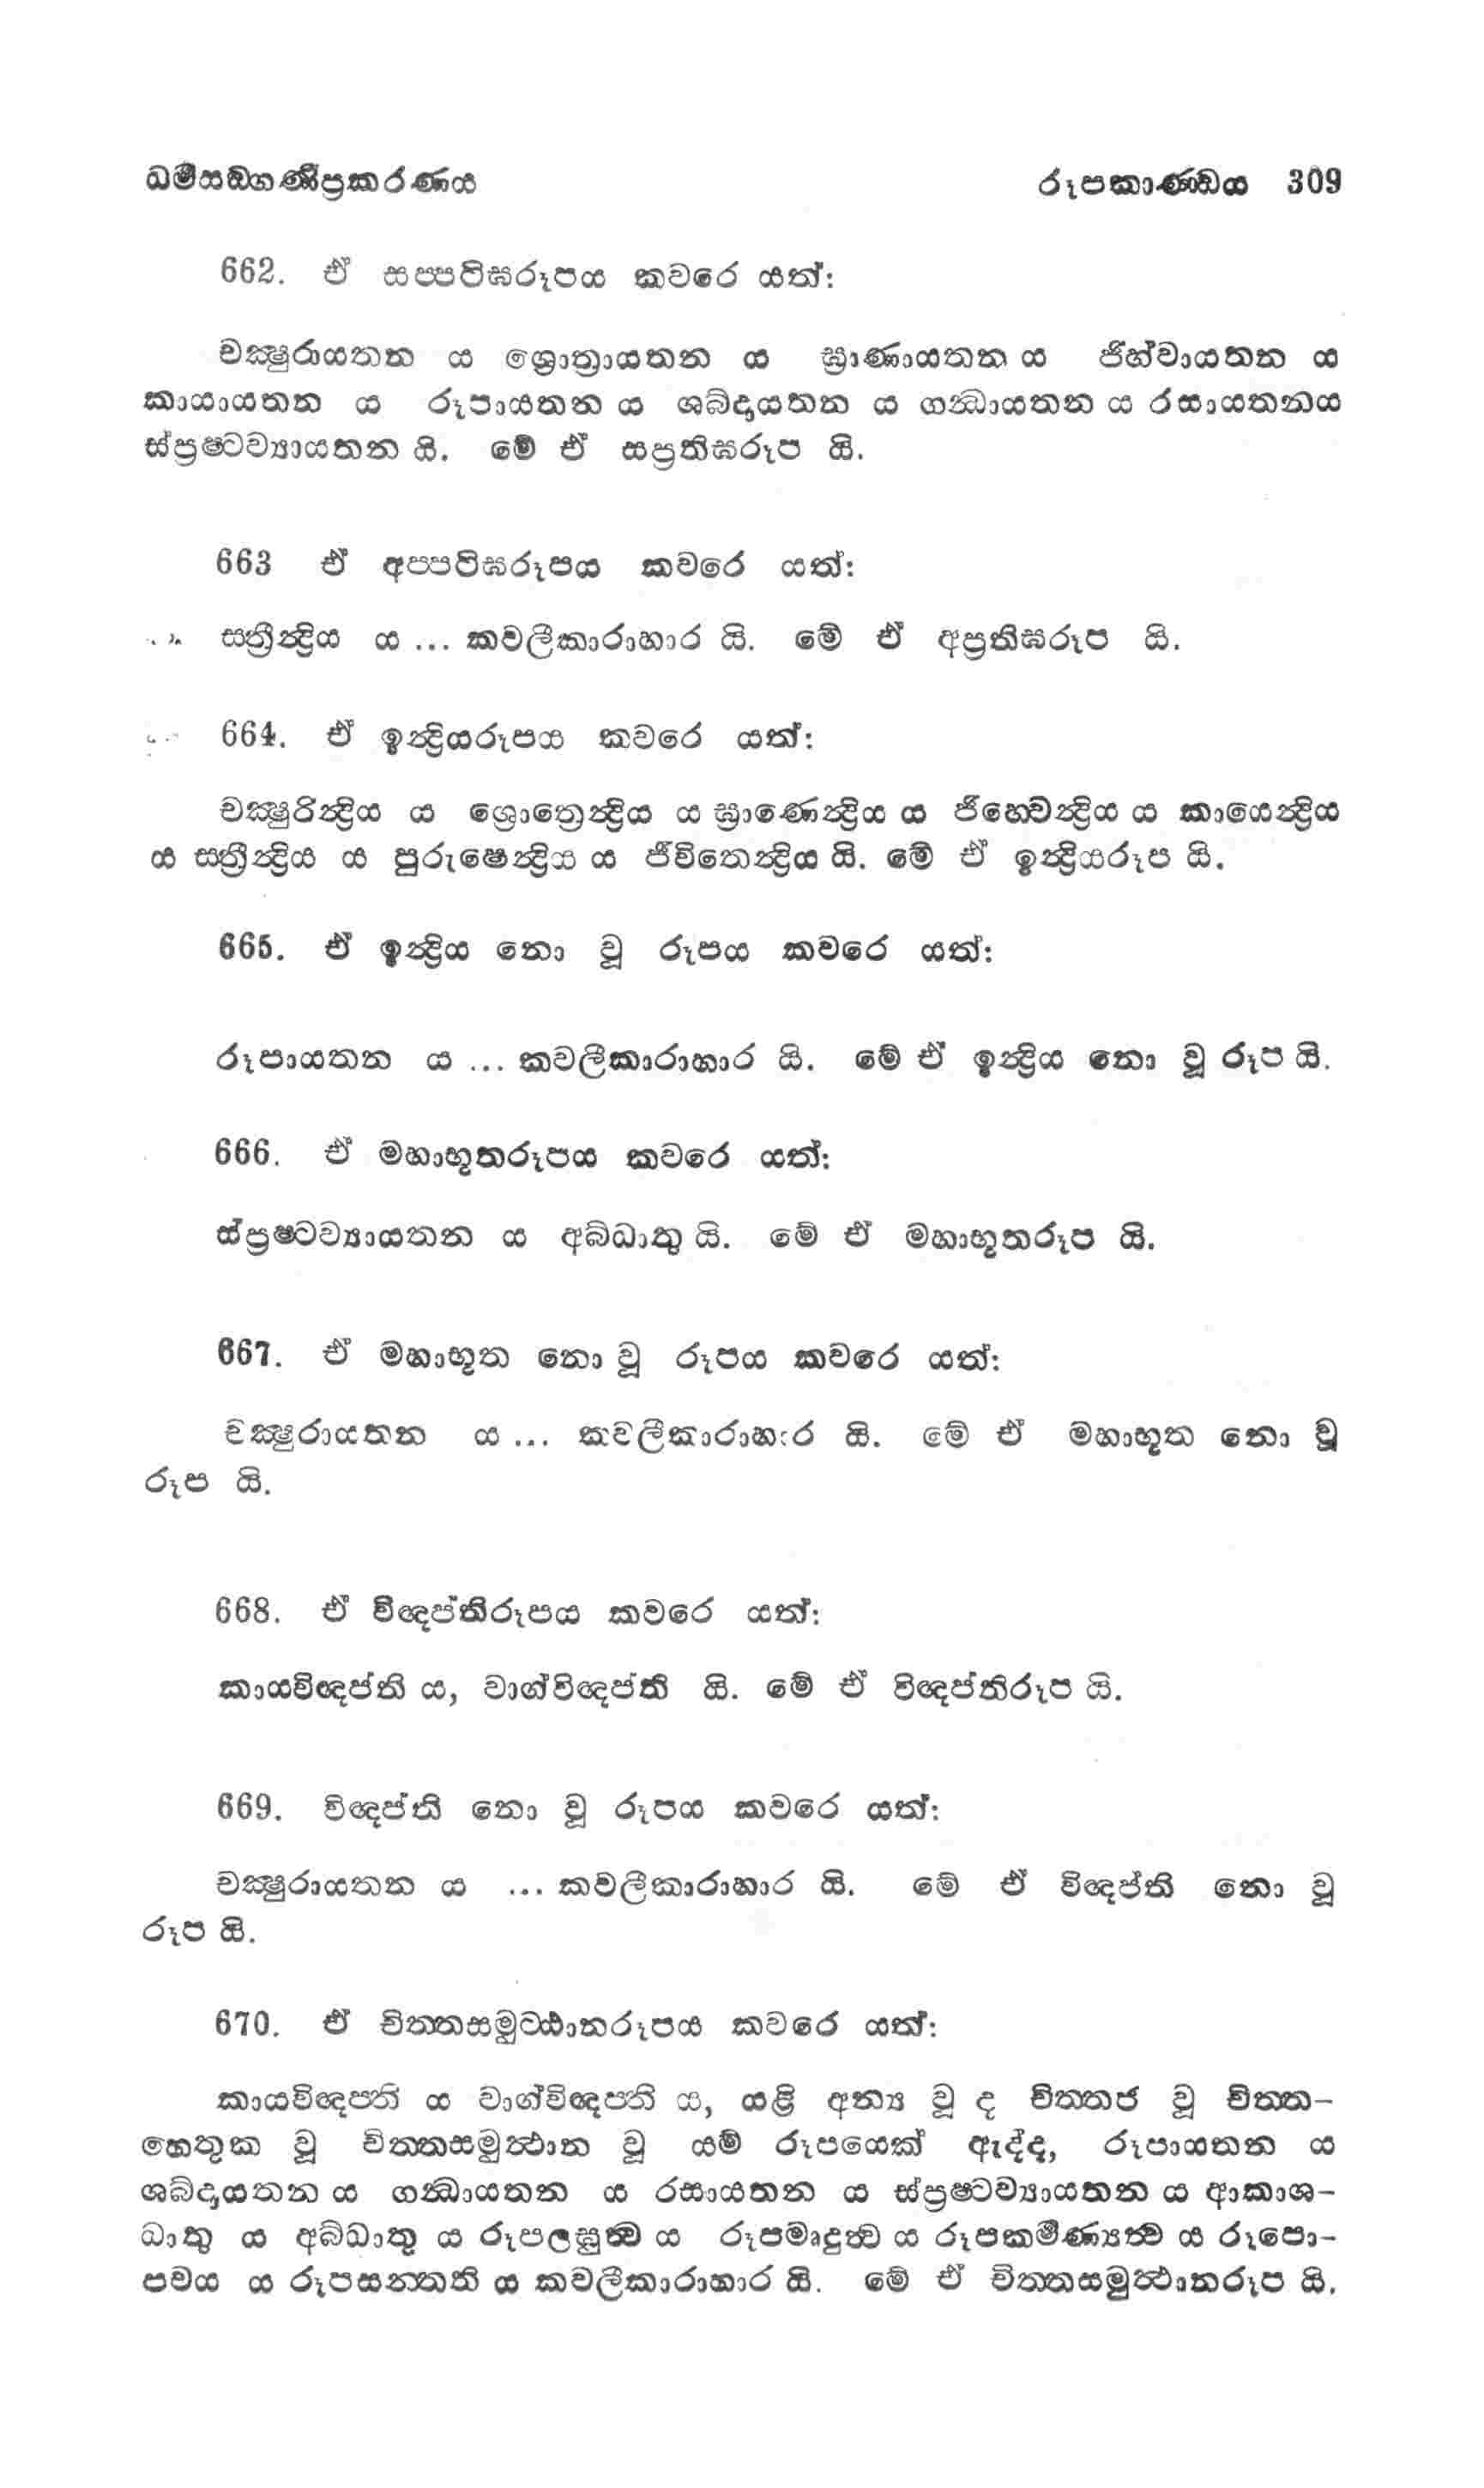 ධර්‍මසඞ්ගණීප්‍රකරණය රූපකාණ්ඩය 309
662. ඒ සප්පටිඝරූපය කවරෙ යත්:
චක්‍ෂුරායතන ය ශ්‍රොත්‍රායතන ය ඝ්‍රාණායතන ය ජිහ්වායතන ය
කායායතන ය රූපායතන ය ශබ්දායතන ය ගන්‍ධායතන ය රසායතනය
ස්ප්‍රෂ්ටව්‍යායතන යි. මේ ඒ සප්‍රතිඝරූප යි.
663 ඒ අප්පටිඝරූපය කවරෙ යත්:
ස්ත්‍රීන්‍ද්‍රිය ය ... කවලීකාරාහාර යි. මේ ඒ අප්‍රතිඝරූප යි.
664. ඒ ඉන්‍ද්‍රියරූපය කවරෙ යත්:
චක්‍ෂුරින්‍ද්‍රිය ය ශ්‍රොත්‍රෙන්‍ද්‍රිය ය ඝ්‍රාණෙන්‍ද්‍රිය ය ජිහ්වෙන්‍ද්‍රිය ය කායෙන්‍ද්‍රිය
ය ස්ත්‍රීන්‍ද්‍රිය ය පුරුෂෙන්‍ද්‍රිය ය ජීවිතෙන්‍ද්‍රිය යි. මේ ඒ ඉන්‍ද්‍රියරූප යි.
665. ඒ ඉන්‍ද්‍රිය නො වූ රූපය කවරෙ යත්:
රූපායතන ය ... කවලීකාරාහාර යි. මේ ඒ ඉන්‍ද්‍රිය නො වූ රූප යි.
666. ඒ මහාභූතරූපය කවරෙ යත්:
ස්ප්‍රෂ්ටව්‍යායතන ය අබ්ධාතු යි. මේ ඒ මහාභූතරූප යි.
667. ඒ මහාභූත නො වූ රූපය කවරෙ යත්:
චක්‍ෂුරායතන ය ... කවලීකාරාහාර යි. මේ ඒ මහාභූත නො වූ
රූප යි.
668. ඒ විඥප්තිරූපය කවරෙ යත්:
කායවිඥප්ති ය, වාග්විඥප්ති යි. මේ ඒ විඥප්තිරූප යි.
669. විඥප්ති නො වූ රූපය කවරෙ යත්:
චක්‍ෂුරායතන ය ... කවලීකාරාහාර යි. මේ ඒ විඥප්ති නො වූ
රූප යි.
670. ඒ චිත්තසමුට්ඨානරූපය කවරෙ යත්:
කායවිඥප්ති ය වාග්විඥප්ති ය, යළි අන්‍ය වූ ද චිත්තජ වූ චිත්ත-
හෙතුක වූ චිත්තසමුත්‍ථාන වූ යම් රූපයෙක් ඇද්ද, රූපායතන ය
ශබ්දායතන ය ගන්‍ධායතන ය රසායතන ය ස්ප්‍රෂ්ටව්‍යායතන ය ආකාශ-
ධාතු ය අබ්ධාතු ය රූපලඝුත්‍ව ය රූපමෘදුත්‍ව ය රූපකර්‍මණ්‍යත්‍ව ය රූපො-
පචය ය රූපසන්තති ය කවලීකාරාහාර යි. මේ ඒ චිත්තසමුත්‍ථානරූප යි.